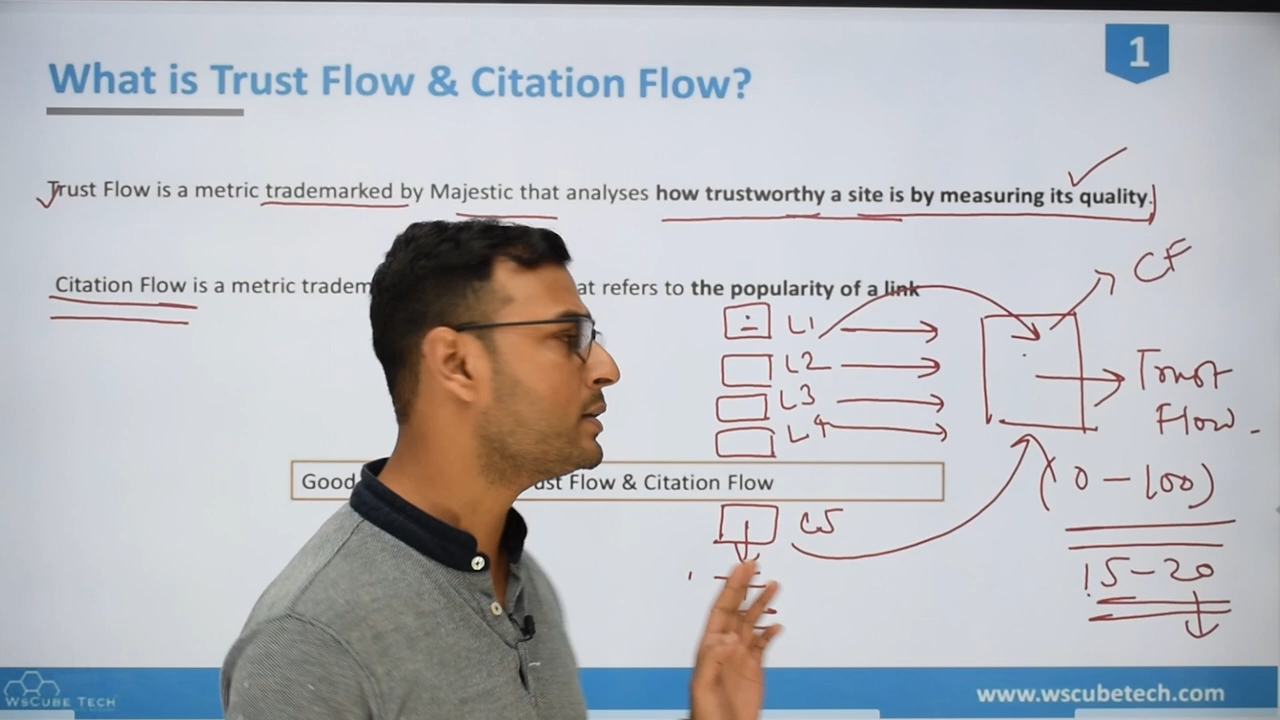 1
What is Trust Flow & Citation Flow?
Trust Flow is a metric trademarked by Majestic that analyses how trustworthy a site is by measuring its quality.
Citation Flow is a metric tradem at refers to the popularity of a link
CF
L1
L2
L3
L4
Trust
Flow
Good ust Flow & Citation Flow
(0-100)
15-20
WsCube Tech
www.wscubetech.com